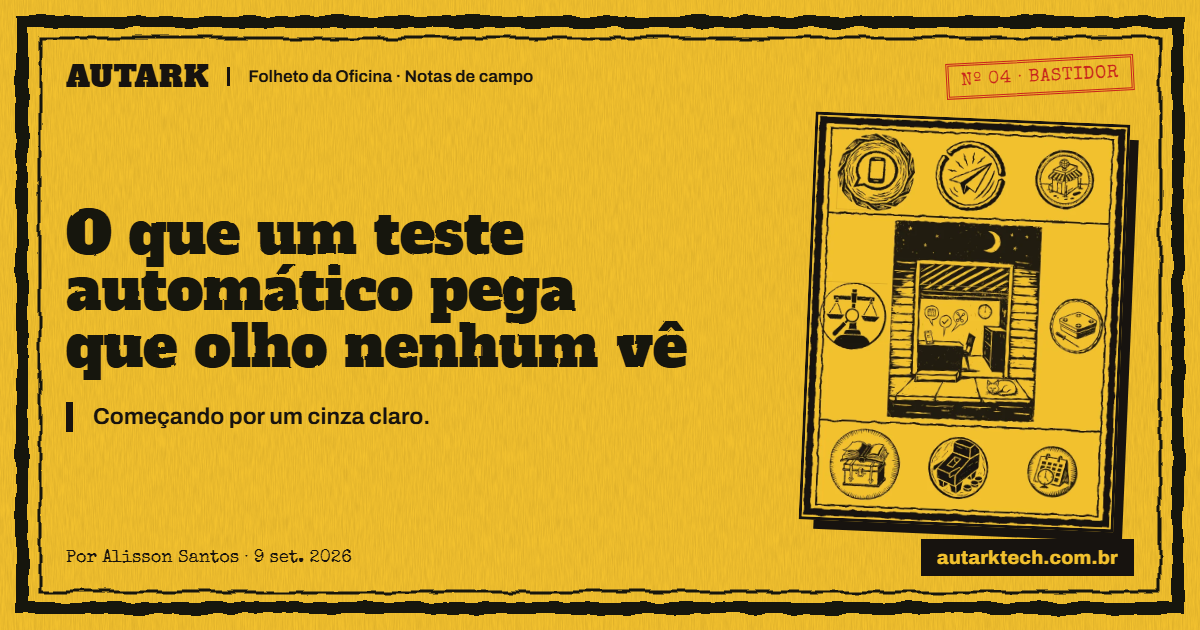 AUTARK
Folheto da Oficina · Notas de campo
Nº 04 · BASTIDOR
O que um teste
automático pega
que olho nenhum vê
Começando por um cinza claro.
Por Alisson Santos · 9 set. 2026
autarktech.com.br